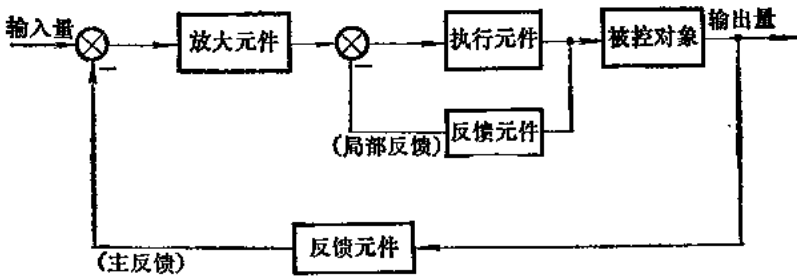 输入量
放大元件
执行元件
被控对象
输出量
反馈元件
(局部反馈)
反馈元件
(主反馈)